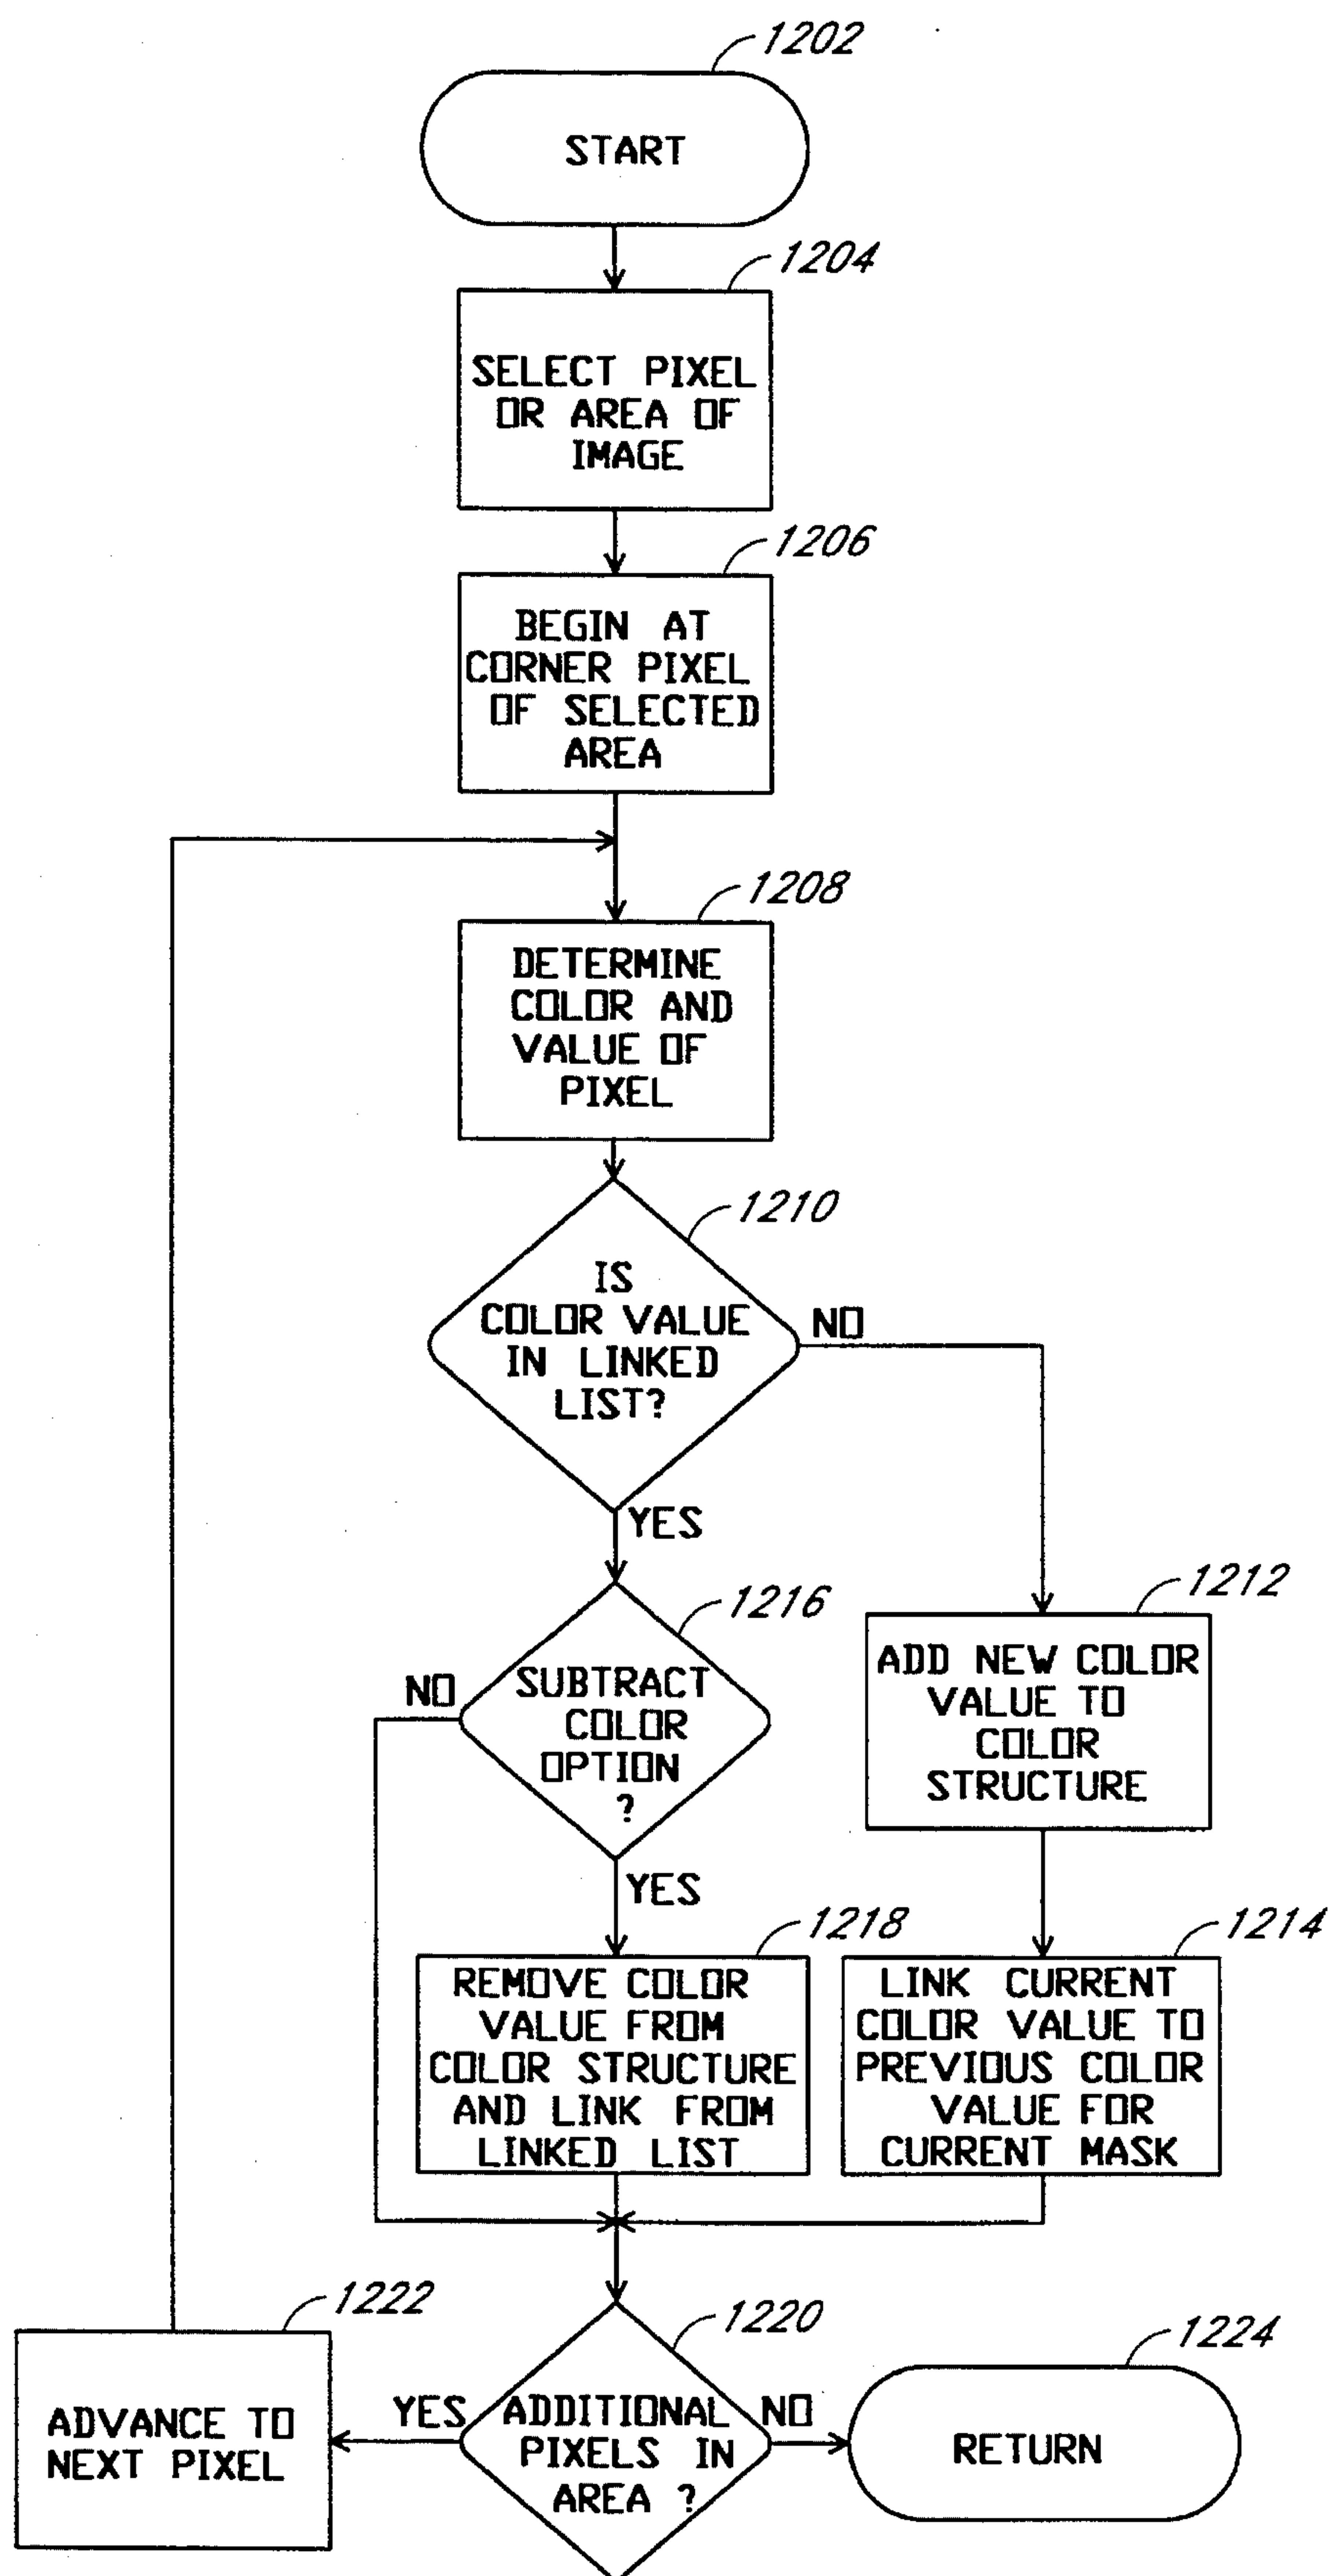 1202
START
1204
SELECT PIXEL
OR AREA OF
IMAGE
1206
BEGIN AT
CORNER PIXEL
OF SELECTED
AREA
1208
DETERMINE
COLOR AND
VALUE OF
PIXEL
1210
IS
COLOR VALUE
IN LINKED
LIST?
NO
YES
1216
SUBTRACT
COLOR
OPTION
?
NO
YES
1212
ADD NEW COLOR
VALUE TO
COLOR
STRUCTURE
1218
REMOVE COLOR
VALUE FROM
COLOR STRUCTURE
AND LINK FROM
LINKED LIST
1214
LINK CURRENT
COLOR VALUE TO
PREVIOUS COLOR
VALUE FOR
CURRENT MASK
1222
ADVANCE TO
NEXT PIXEL
1220
YES
ADDITIONAL
PIXELS IN
AREA ?
NO
1224
RETURN